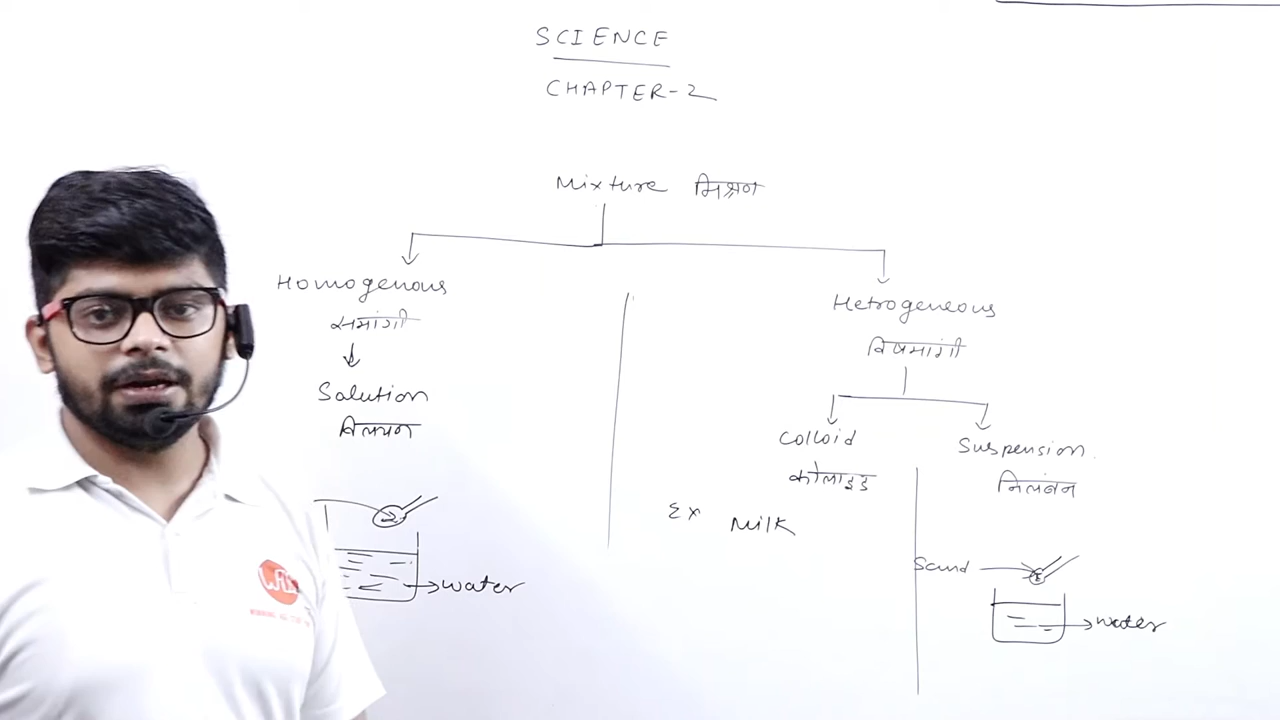 SCIENCE
CHAPTER-2
Mixture मिश्रन
Homogenous
समांगी
Solution
विलयन
water
Hetrogeneous
विषमांगी
Colloid
कोलाइड
Ex Milk
Suspension
निलंबन
Sand
water